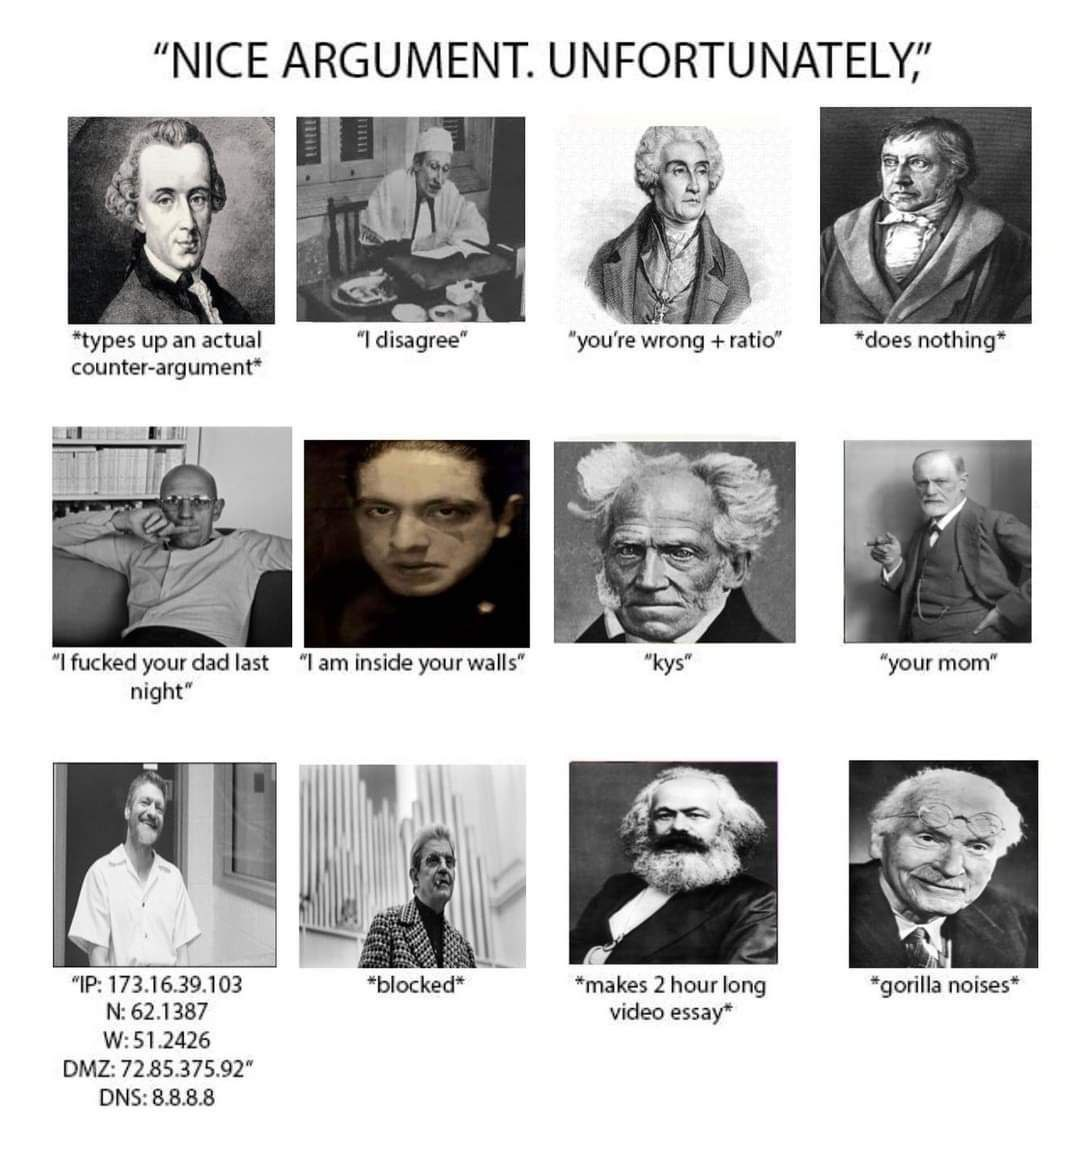 “NICE ARGUMENT. UNFORTUNATELY,”
*types up an actual
counter-argument*
“I disagree”
“you’re wrong + ratio”
*does nothing*
“I fucked your dad last
night”
“I am inside your walls”
“kys”
“your mom”
“IP: 173.16.39.103
N: 62.1387
W: 51.2426
DMZ: 72.85.375.92”
DNS: 8.8.8.8
*blocked*
*makes 2 hour long
video essay*
*gorilla noises*